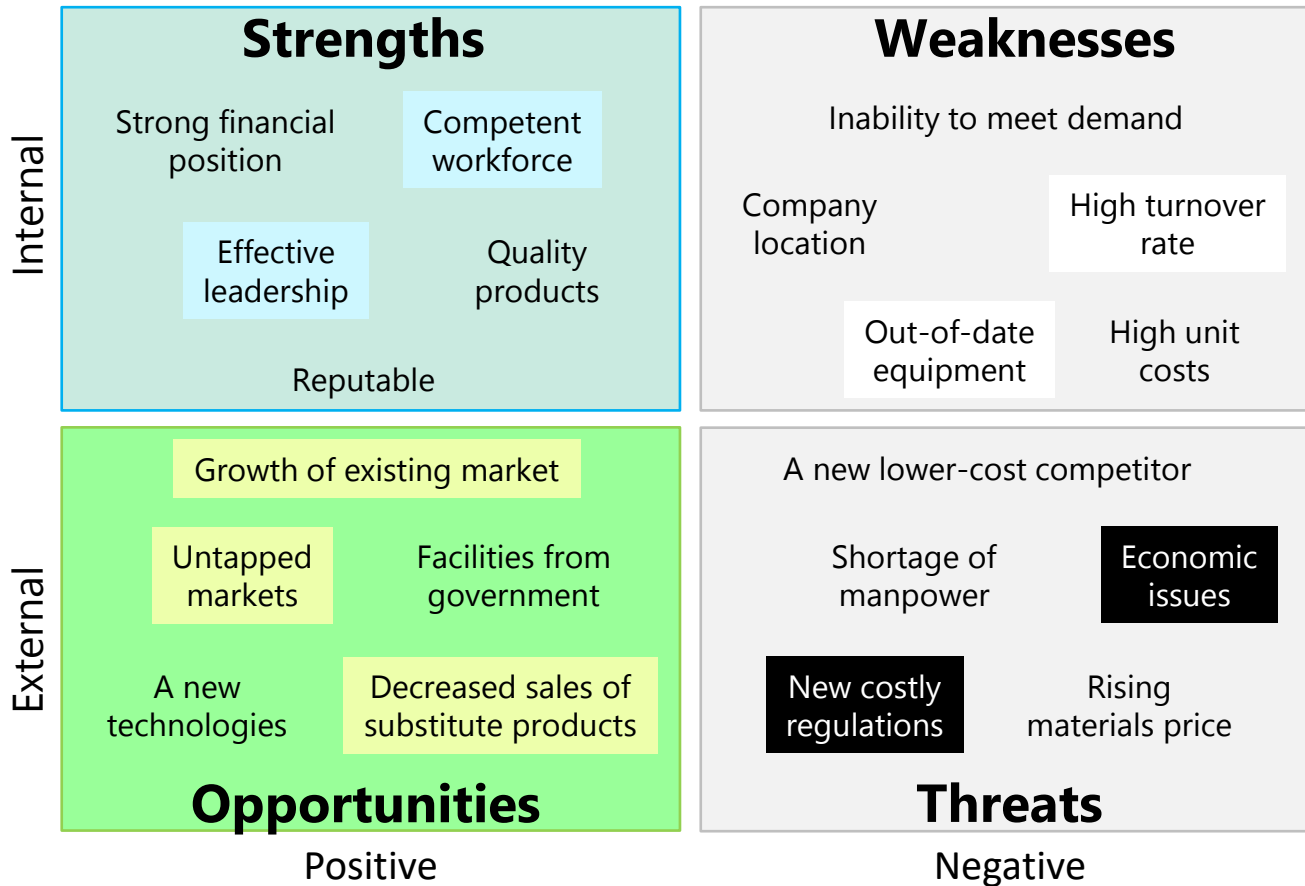 Internal
Strengths
Strong financial
position
Competent
workforce
Effective
leadership
Quality
products
Reputable
Weaknesses
Inability to meet demand
Company
location
High turnover
rate
Out-of-date
equipment
High unit
costs
External
Growth of existing market
Untapped
markets
Facilities from
government
A new
technologies
Decreased sales of
substitute products
Opportunities
A new lower-cost competitor
Shortage of
manpower
Economic
issues
New costly
regulations
Rising
materials price
Threats
Positive
Negative